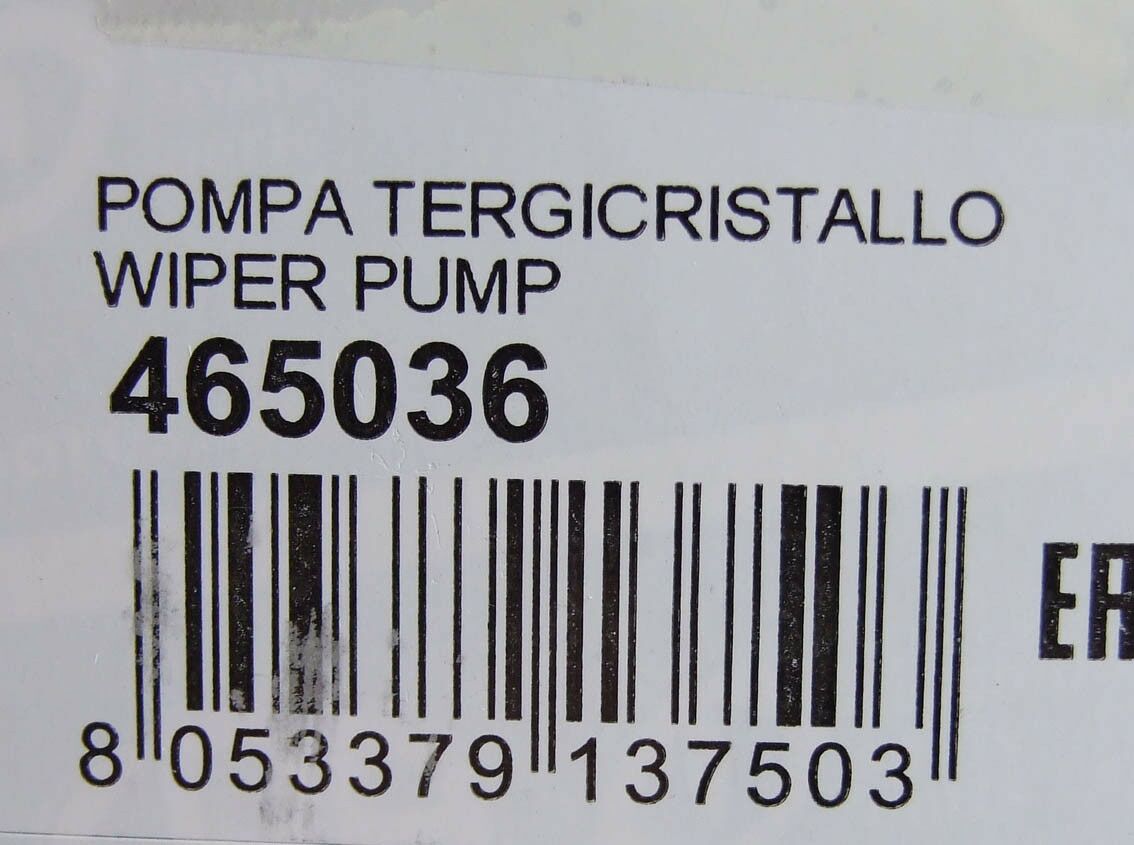 POMPA TERGICRISTALLO
WIPER PUMP
465036
8 053379 137503